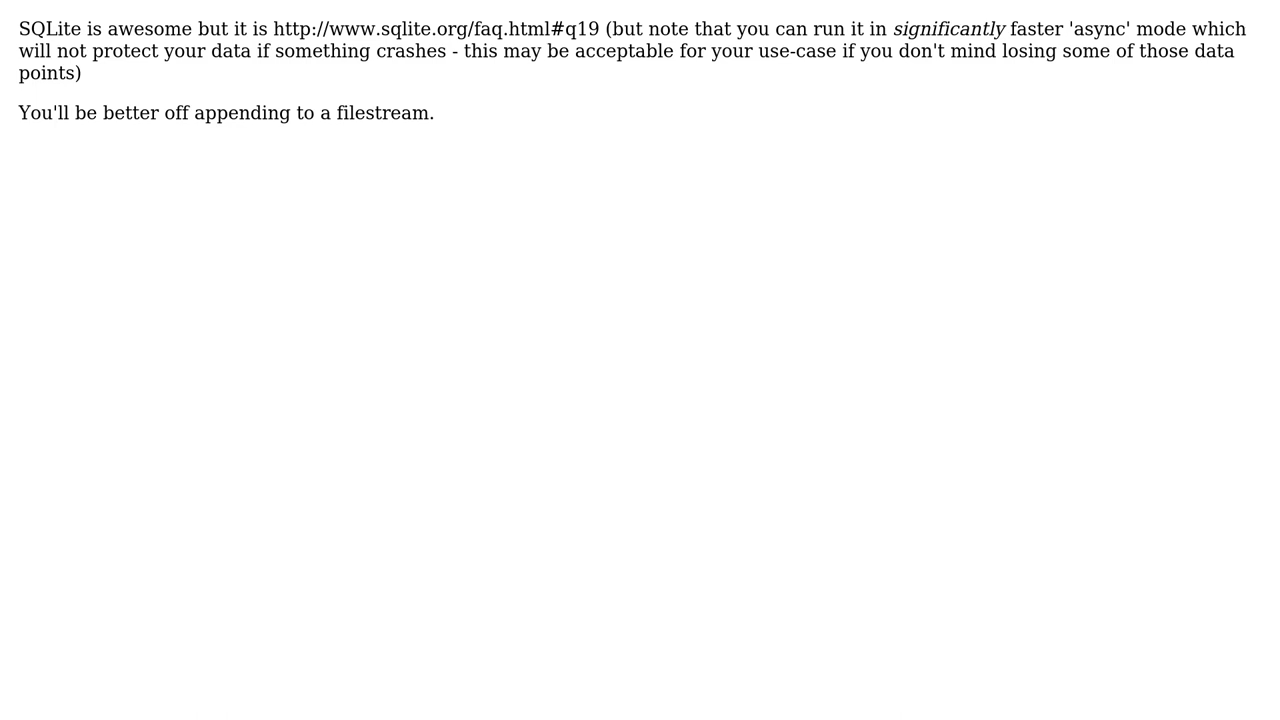 SQLite is awesome but it is http://www.sqlite.org/faq.html#q19 (but note that you can run it in significantly faster 'async' mode which
will not protect your data if something crashes - this may be acceptable for your use-case if you don't mind losing some of those data
points)
You'll be better off appending to a filestream.